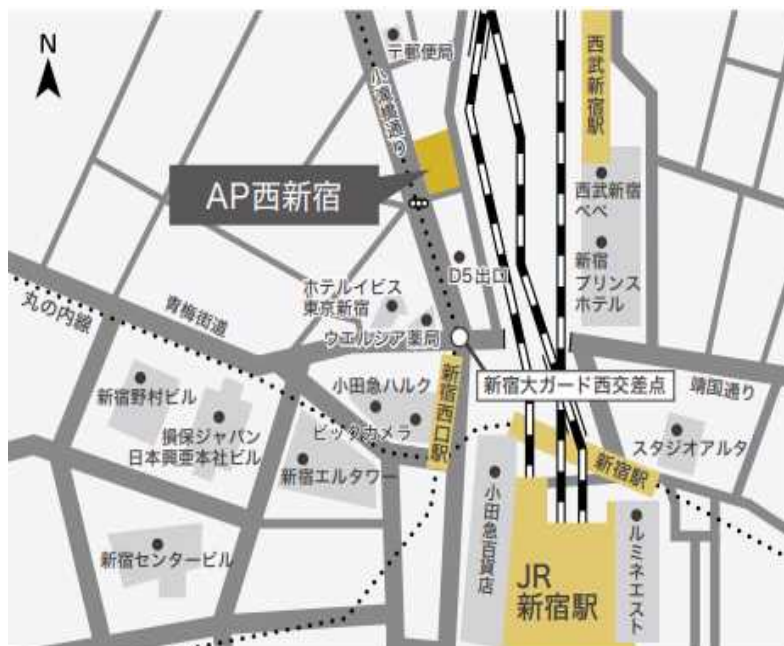 N
〒郵便局
小滝橋通り
西武新宿駅
AP西新宿
西武新宿
ぺぺ
D5出口
新宿
プリンス
ホテル
ホテルイビス
東京新宿
丸の内線
青梅街道
ウエルシア薬局
新宿大ガード西交差点
靖国通り
新宿西口駅
小田急ハルク
ビックカメラ
新宿野村ビル
損保ジャパン
日本興亜本社ビル
新宿エルタワー
スタジオアルタ
新宿駅
小田急百貨店
新宿センタービル
JR
新宿駅
ルミネエスト